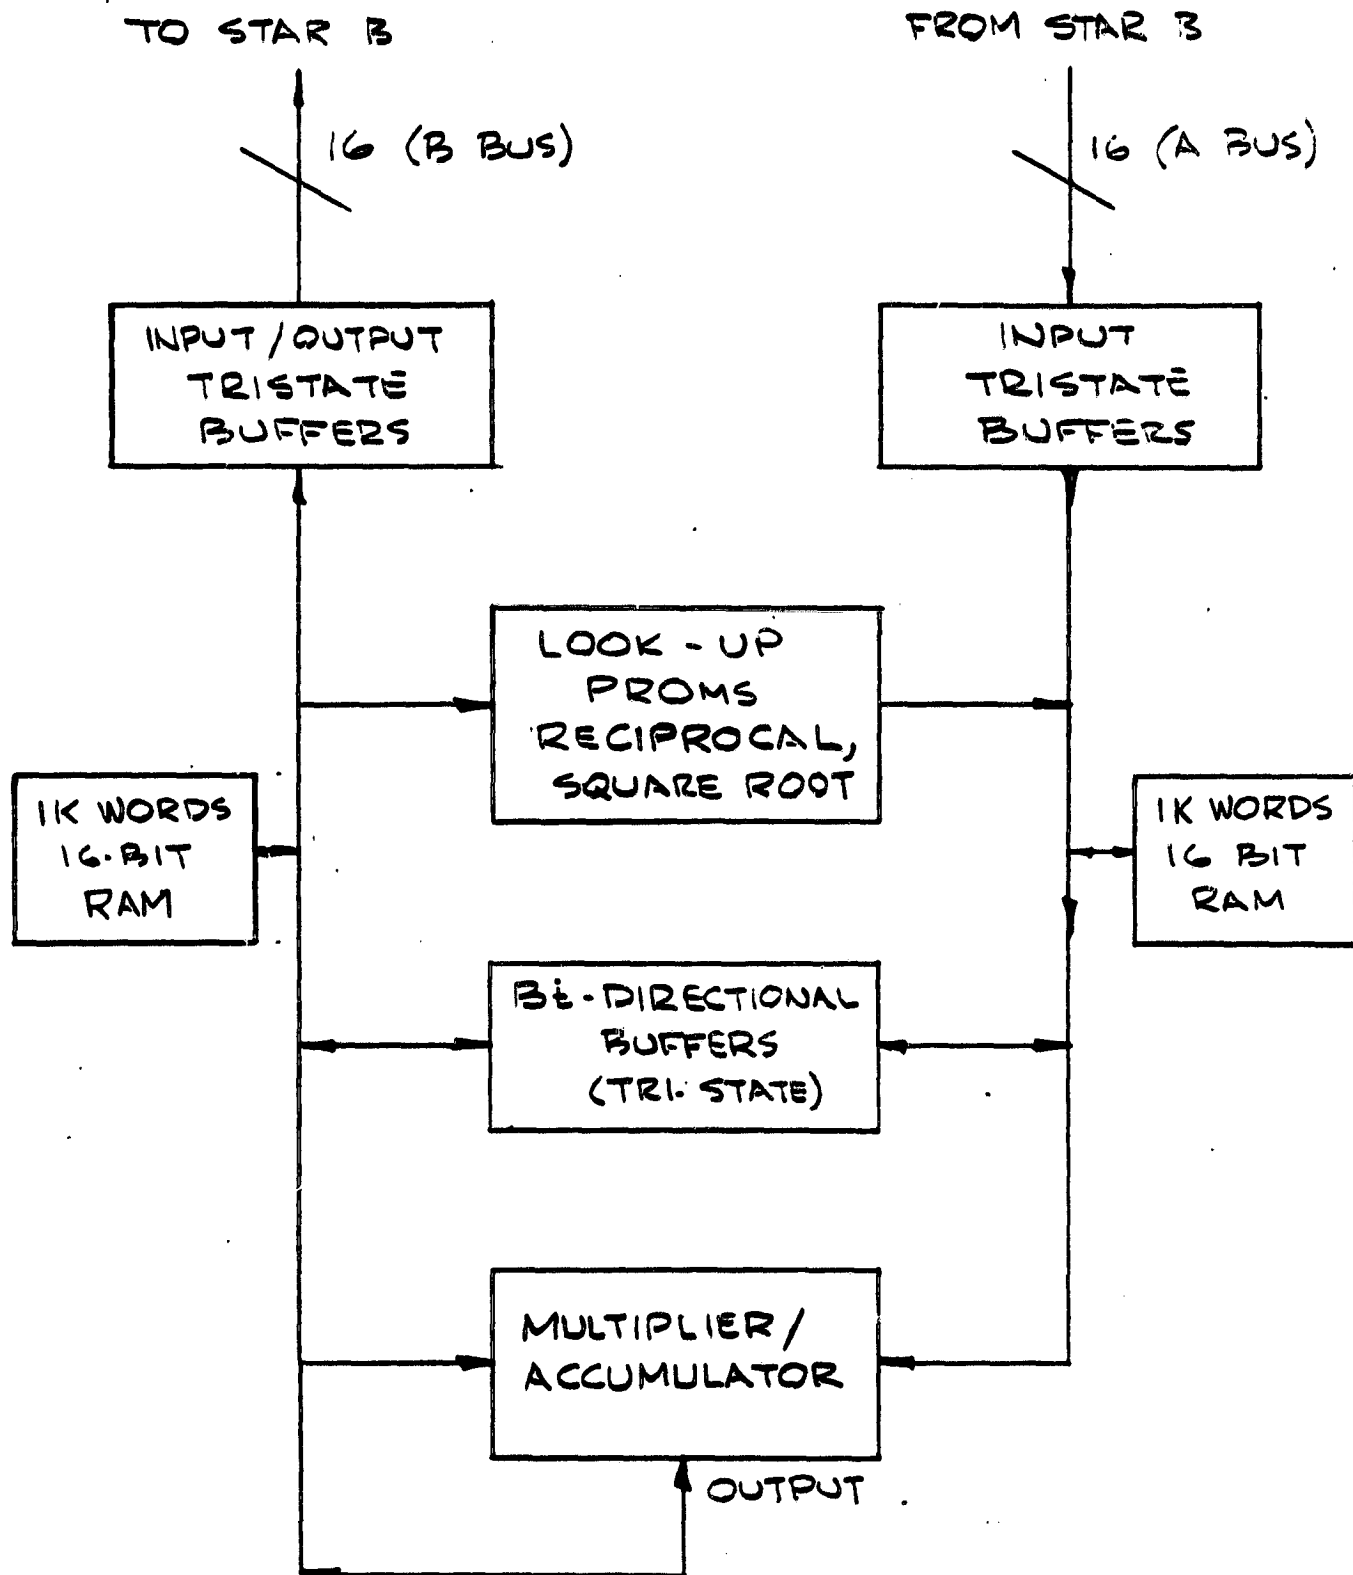 TO STAR B
FROM STAR B
16 (B BUS)
16 (A BUS)
INPUT / OUTPUT
TRISTATE
BUFFERS
INPUT
TRISTATE
BUFFERS
LOOK - UP
PROMS
RECIPROCAL,
SQUARE ROOT
1K WORDS
16-BIT
RAM
1K WORDS
16 BIT
RAM
Bi-DIRECTIONAL
BUFFERS
(TRI-STATE)
MULTIPLIER/
ACCUMULATOR
OUTPUT